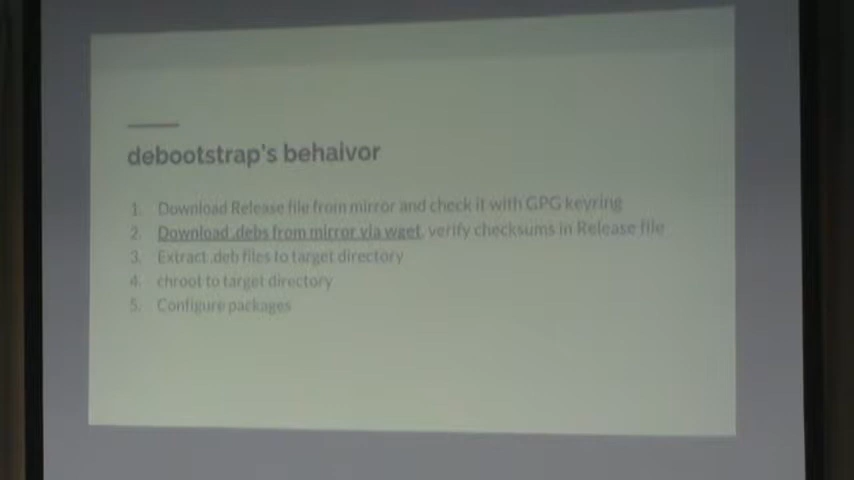 debootstrap's behaivor
1. Download Release file from mirror and check it with GPG keyring
2. Download .debs from mirror via wget, verify checksums in Release file
3. Extract .deb files to target directory
4. chroot to target directory
5. Configure packages